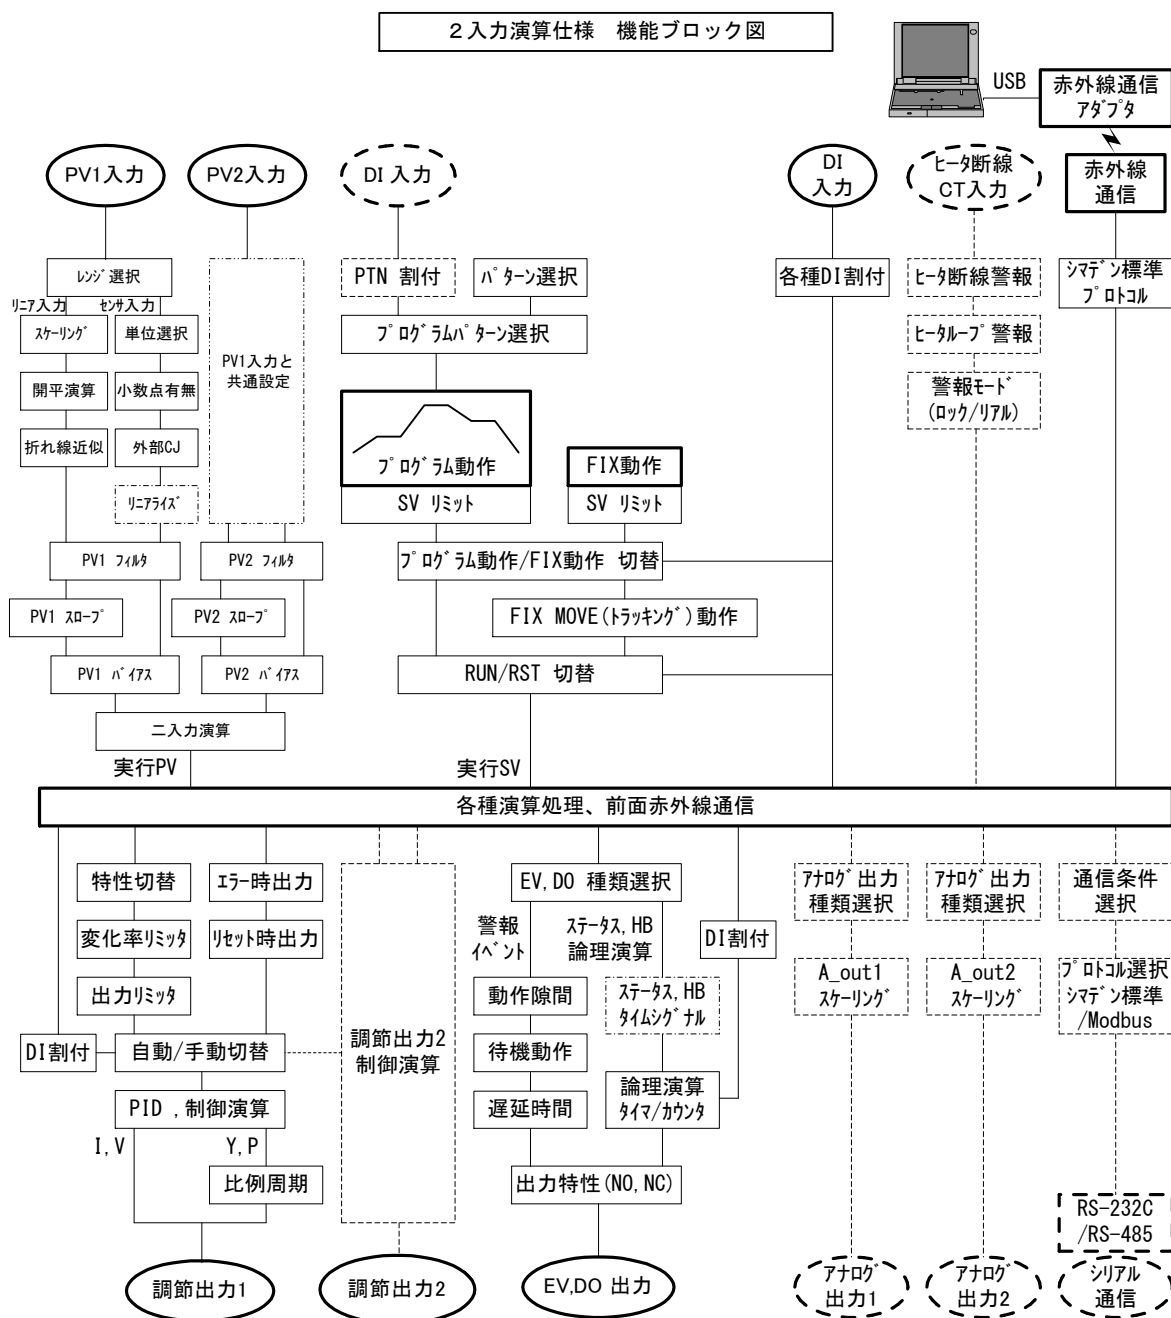 ２入力演算仕様　機能ブロック図
USB
赤外線通信
アダプタ
PV1入力
PV2入力
DI 入力
DI
入力
ヒータ断線
CT入力
赤外線
通信
レンジ選択
PTN 割付
パターン選択
各種DI割付
ヒータ断線警報
シマデン標準
プロトコル
リニア入力
センサ入力
スケーリング
単位選択
PV1入力と
共通設定
プログラムパターン選択
ヒータループ警報
開平演算
小数点有無
警報モード
(ロック/リアル)
折れ線近似
外部CJ
プログラム動作
FIX動作
リニアライズ
SV リミット
SV リミット
PV1 フィルタ
PV2 フィルタ
プログラム動作/FIX動作 切替
PV1 スロープ
PV2 スロープ
FIX MOVE(トラッキング)動作
PV1 バイアス
PV2 バイアス
RUN/RST 切替
二入力演算
実行PV
実行SV
各種演算処理、前面赤外線通信
特性切替
エラー時出力
EV,DO 種類選択
アナログ出力
種類選択
アナログ出力
種類選択
通信条件
選択
変化率リミッタ
リセット時出力
警報
イベント
ステータス,HB
論理演算
DI割付
出力リミッタ
動作隙間
ステータス,HB
タイムシグナル
A_out1
スケーリング
A_out2
スケーリング
プロトコル選択
シマデン標準
/Modbus
DI割付
自動/手動切替
調節出力2
制御演算
待機動作
PID ,制御演算
遅延時間
論理演算
タイマ/カウンタ
I,V
Y,P
比例周期
出力特性(NO,NC)
RS-232C
/RS-485
調節出力1
調節出力2
EV,DO 出力
アナログ
出力1
アナログ
出力2
シリアル
通信